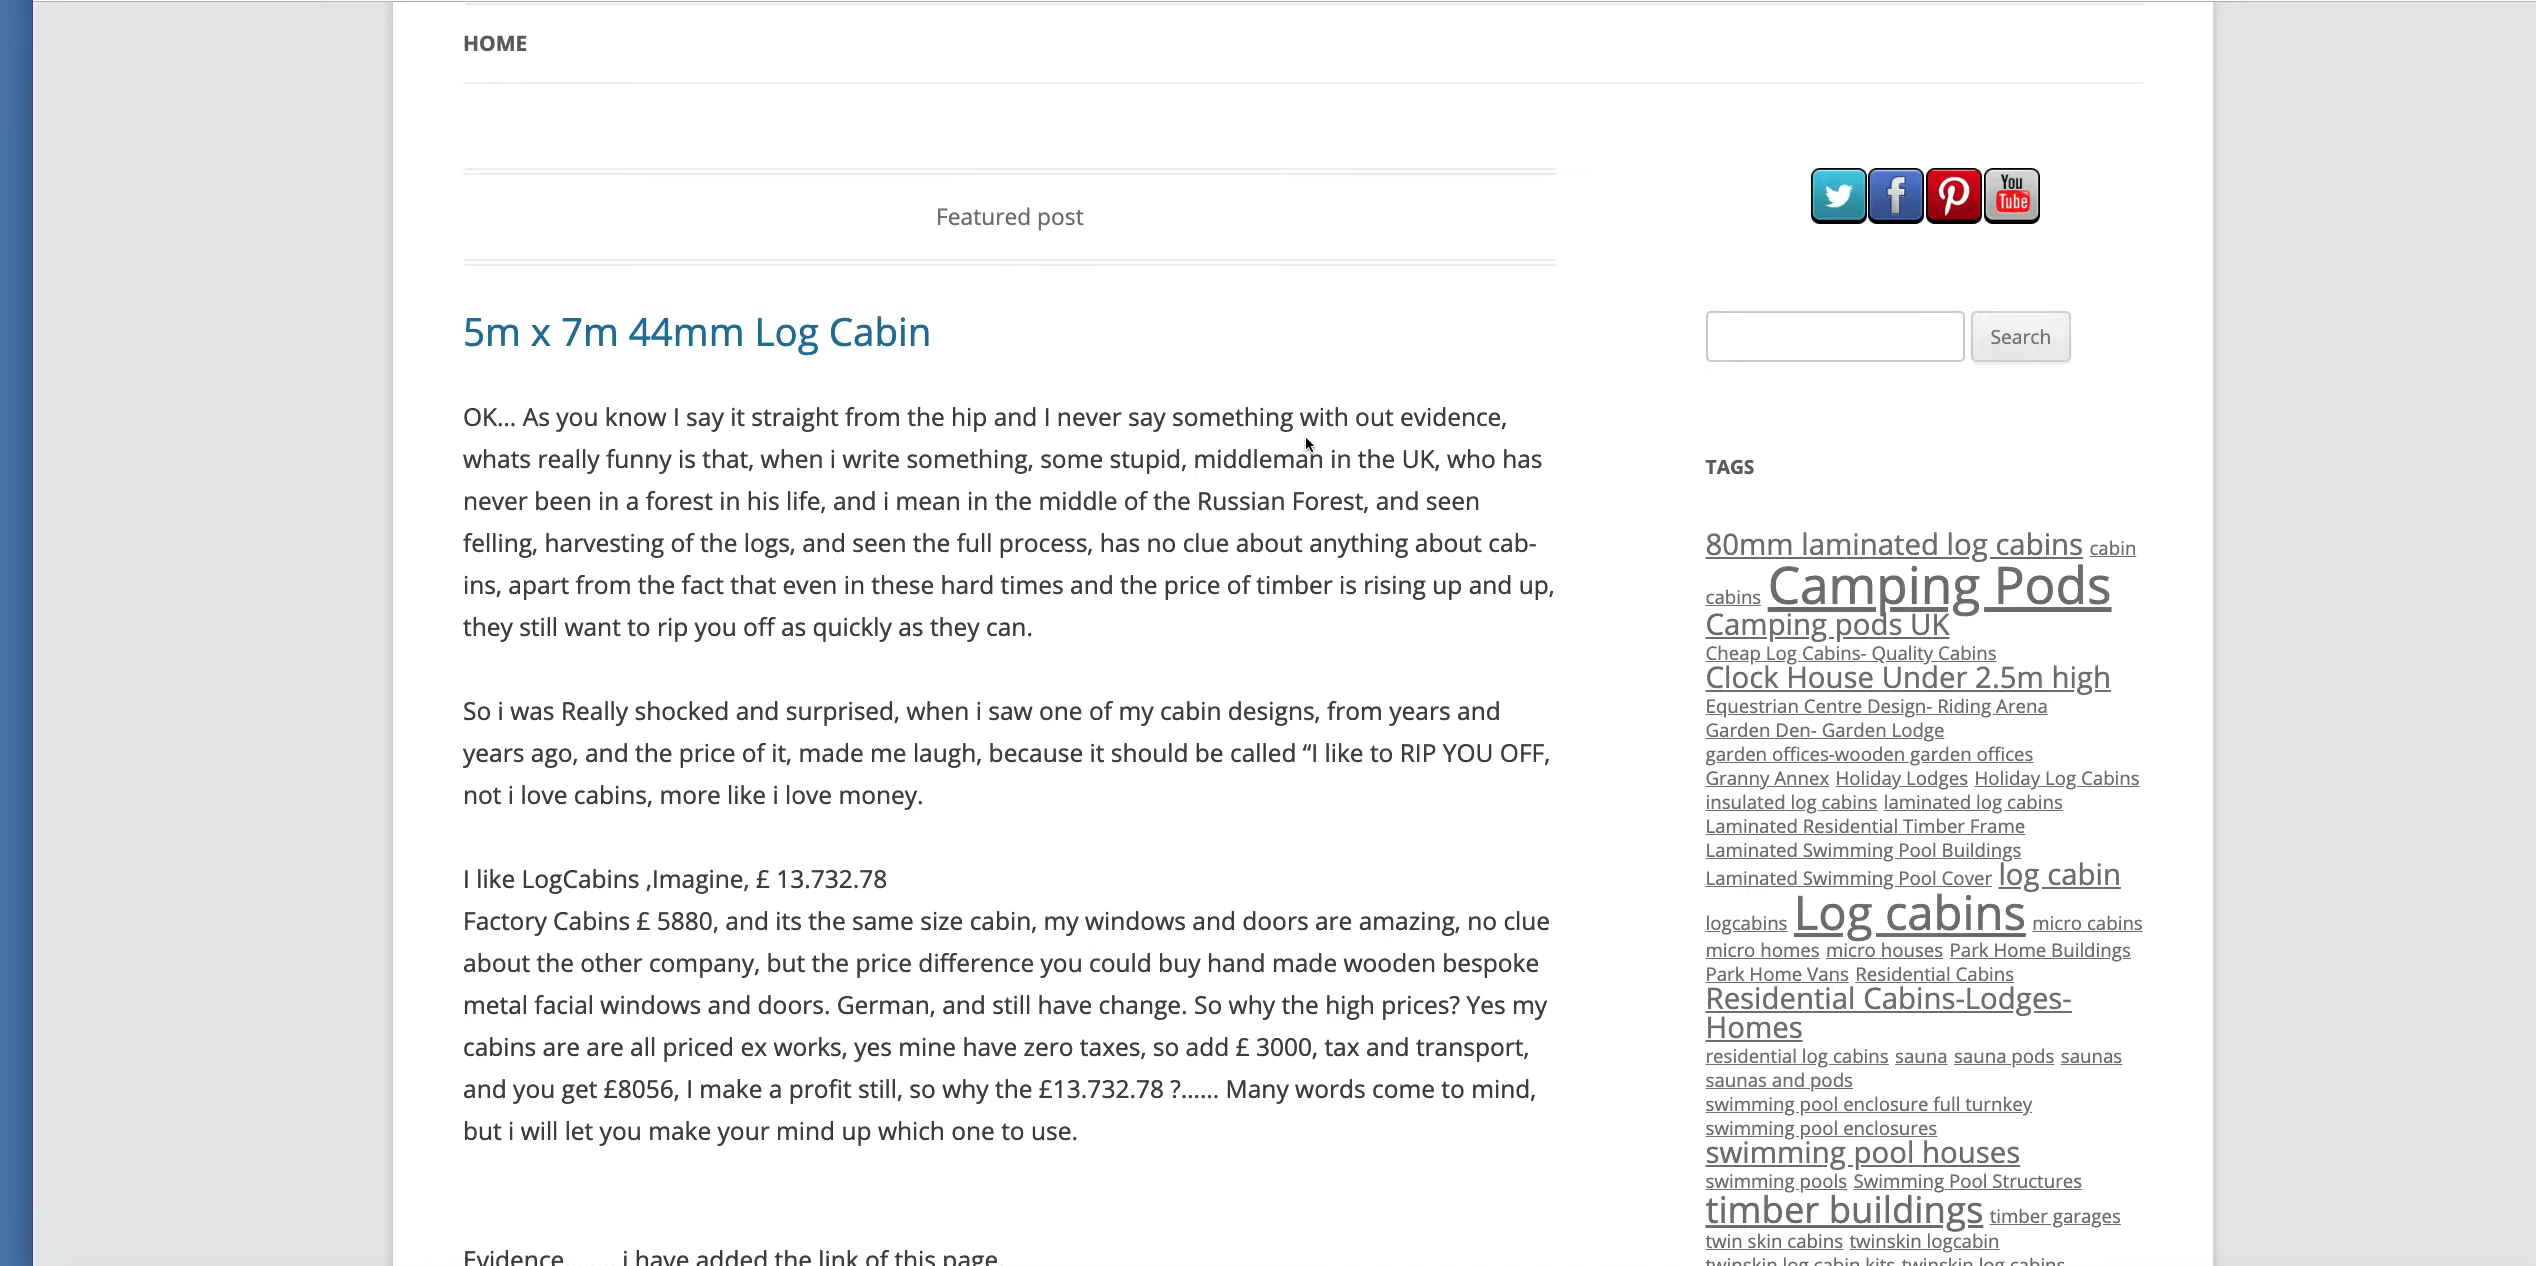 HOME
Featured post
5m x 7m 44mm Log Cabin
OK... As you know I say it straight from the hip and I never say something with out evidence,
whats really funny is that, when i write something, some stupid, middleman in the UK, who has
never been in a forest in his life, and i mean in the middle of the Russian Forest, and seen
felling, harvesting of the logs, and seen the full process, has no clue about anything about cab-
ins, apart from the fact that even in these hard times and the price of timber is rising up and up,
they still want to rip you off as quickly as they can.
So i was Really shocked and surprised, when i saw one of my cabin designs, from years and
years ago, and the price of it, made me laugh, because it should be called “I like to RIP YOU OFF,
not i love cabins, more like i love money.
I like LogCabins ,Imagine, £ 13.732.78
Factory Cabins £ 5880, and its the same size cabin, my windows and doors are amazing, no clue
about the other company, but the price difference you could buy hand made wooden bespoke
metal facial windows and doors. German, and still have change. So why the high prices? Yes my
cabins are are all priced ex works, yes mine have zero taxes, so add £ 3000, tax and transport,
and you get £8056, I make a profit still, so why the £13.732.78 ?...... Many words come to mind,
but i will let you make your mind up which one to use.
Evidence........ i have added the link of this page.
You
Tube
Search
TAGS
80mm laminated log cabins cabin
cabins Camping Pods
Camping pods UK
Cheap Log Cabins- Quality Cabins
Clock House Under 2.5m high
Equestrian Centre Design- Riding Arena
Garden Den- Garden Lodge
garden offices-wooden garden offices
Granny Annex Holiday Lodges Holiday Log Cabins
insulated log cabins laminated log cabins
Laminated Residential Timber Frame
Laminated Swimming Pool Buildings
Laminated Swimming Pool Cover log cabin
logcabins Log cabins micro cabins
micro homes micro houses Park Home Buildings
Park Home Vans Residential Cabins
Residential Cabins-Lodges-
Homes
residential log cabins sauna sauna pods saunas
saunas and pods
swimming pool enclosure full turnkey
swimming pool enclosures
swimming pool houses
swimming pools Swimming Pool Structures
timber buildings timber garages
twin skin cabins twinskin logcabin
twinskin log cabin kits twinskin log cabins